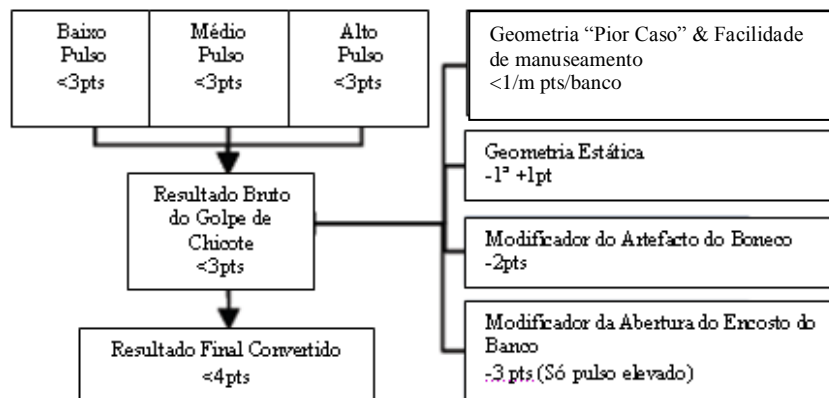 Baixo
Pulso
<3pts
Médio
Pulso
<3pts
Alto
Pulso
<3pts
Resultado Bruto
do Golpe de
Chicote
<3pts
Resultado Final Convertido
<4pts
Geometria “Pior Caso” & Facilidade
de manuseamento
<1/m pts/banco
Geometria Estática
-1ª +1pt
Modificador do Artefacto do Boneco
-2pts
Modificador da Abertura do Encosto do
Banco
-3 pts (Só pulso elevado)